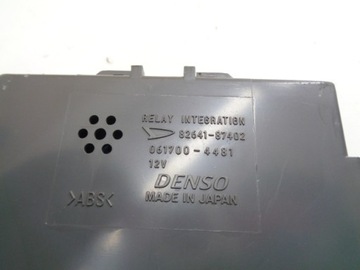 RELAY INTEGRATION
82641-87402
061700-4481
12V
DENSO
MADE IN JAPAN
>ABS<